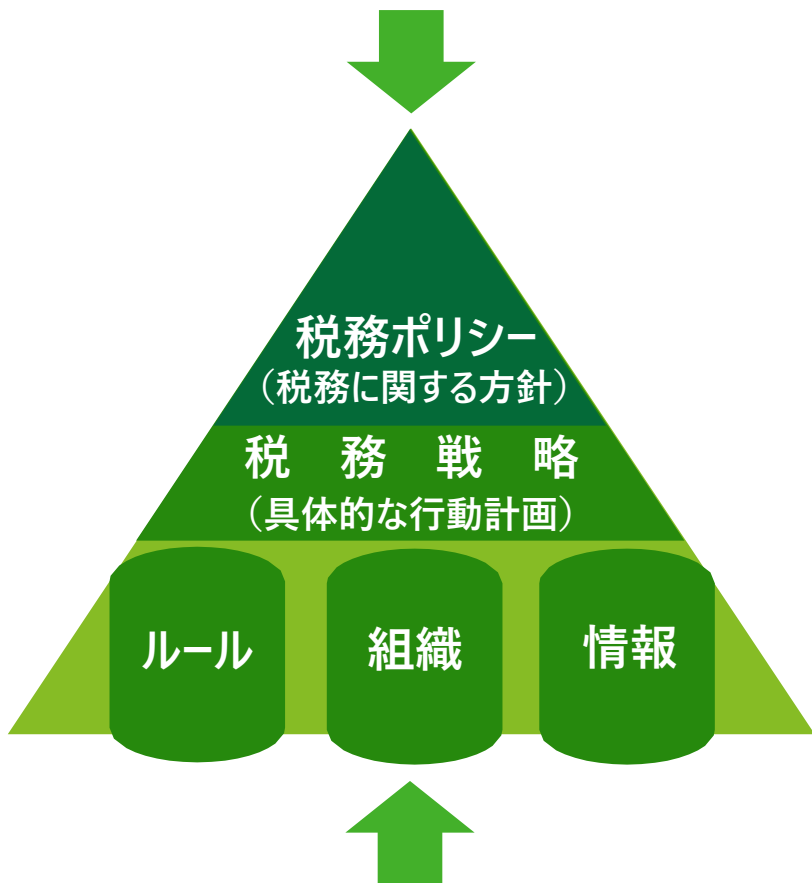 税務ポリシー
（税務に関する方針）
税 務 戦 略
（具体的な行動計画）
ルール
組織
情報